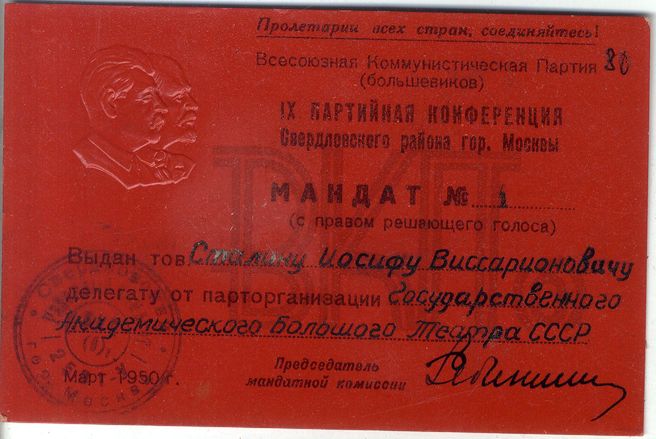 Пролетарии всех стран, соединяйтесь!
Всесоюзная Коммунистическая Партия
(большевиков)
IX ПАРТИЙНАЯ КОНФЕРЕНЦИЯ
Свердловского района гор. Москвы
МАНДАТ № 1
(с правом решающего голоса)
Выдан тов Сталину Иосифу Виссарионовичу
делегату от парторганизации Государственного
Академического Большого Театра СССР
Март 1950 г.
Председатель
мандатной комиссии